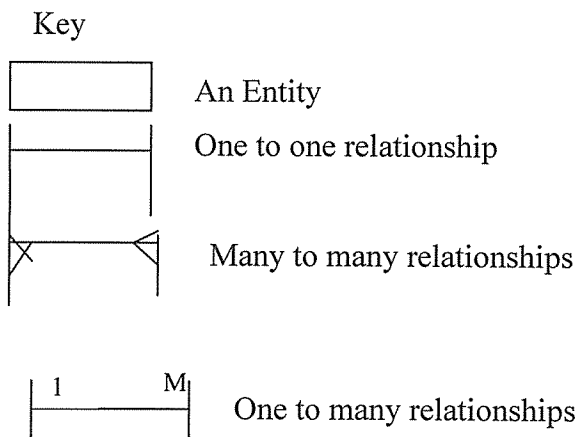 Key
An Entity
One to one relationship
Many to many relationships
1 M
One to many relationships